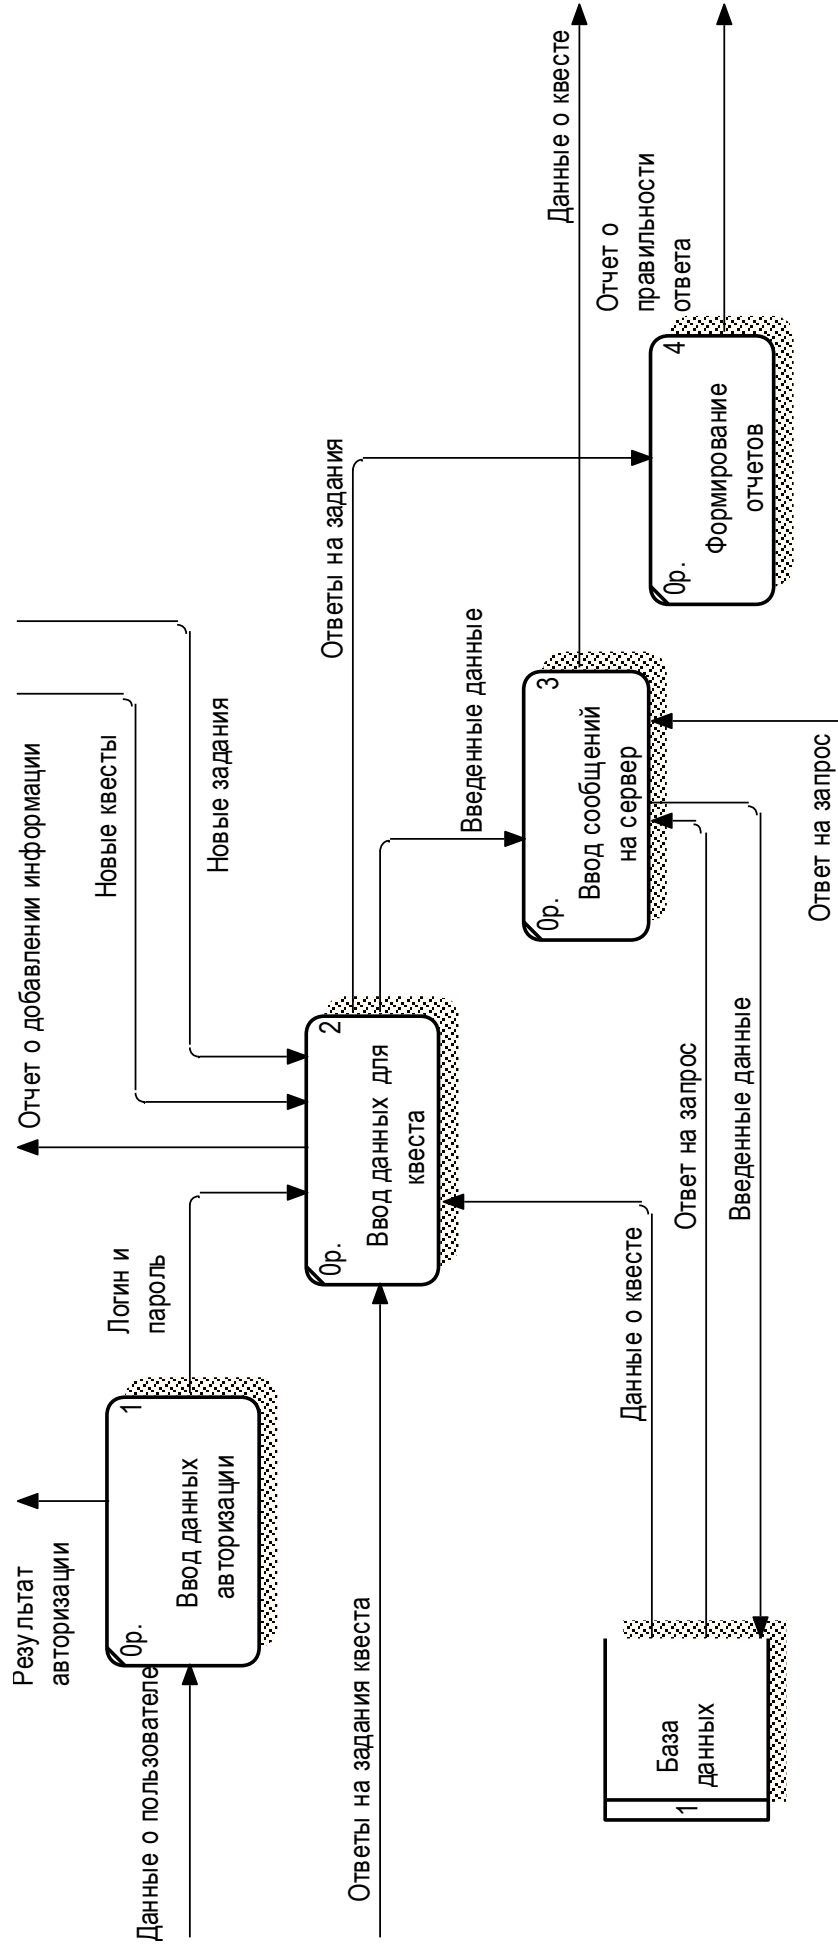 Результат
авторизации
Данные о пользователе
0р.
1
Ввод данных
авторизации
Логин и
пароль
Отчет о добавлении информации
Новые квесты
Новые задания
Ответы на задания квеста
0р.
2
Ввод данных для
квеста
Ответы на задания
Введенные данные
0р.
3
Ввод сообщений
на сервер
Данные о квесте
Отчет о
правильности
ответа
0р.
4
Формирование
отчетов
1
База
данных
Данные о квесте
Ответ на запрос
Введенные данные
Ответ на запрос